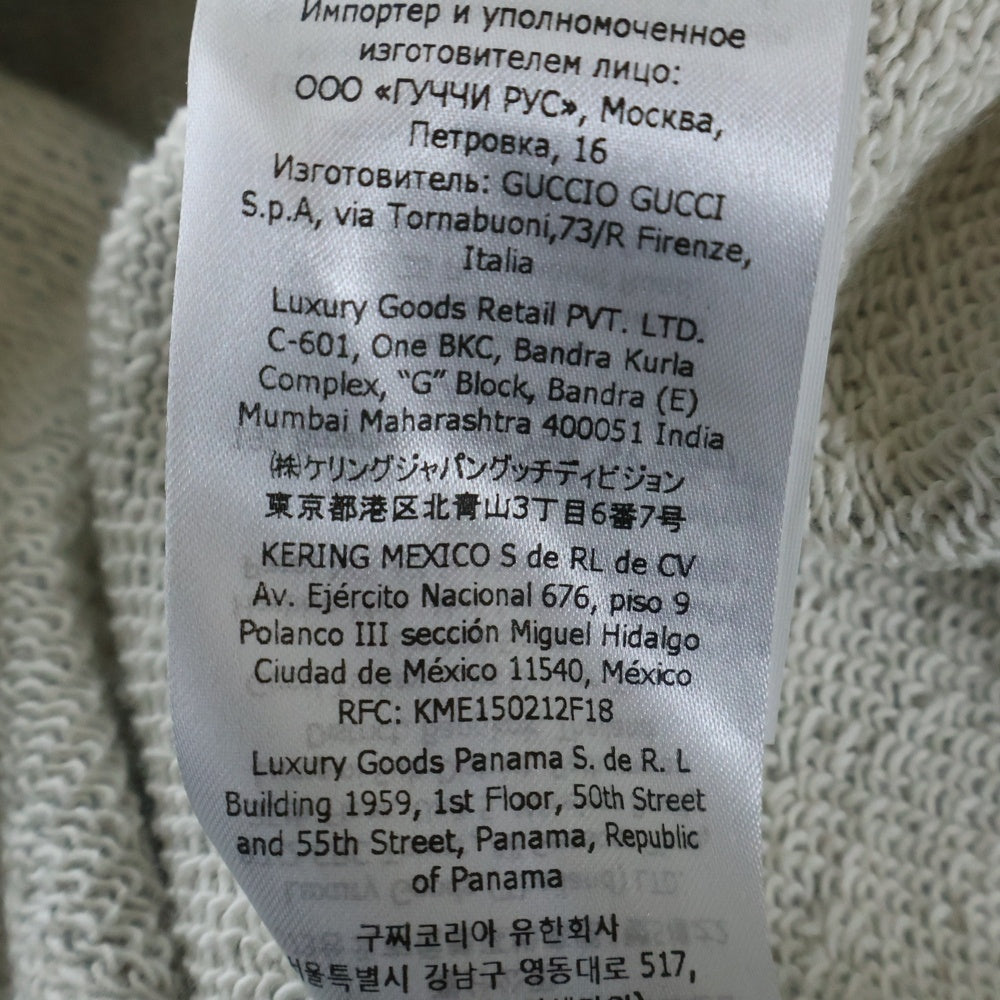 Импортер и уполномоченное
изготовителем лицо:
ООО «ГУЧЧИ РУС», Москва,
Петровка, 16
Изготовитель: GUCCIO GUCCI
S.p.A, via Tornabuoni,73/R Firenze,
Italia
Luxury Goods Retail PVT. LTD.
C-601, One BKC, Bandra Kurla
Complex, “G” Block, Bandra (E)
Mumbai Maharashtra 400051 India
㈱ケリングジャパングッチディビジョン
東京都港区北青山3丁目6番7号
KERING MEXICO S de RL de CV
Av. Ejército Nacional 676, piso 9
Polanco III sección Miguel Hidalgo
Ciudad de México 11540, México
RFC: KME150212F18
Luxury Goods Panama S. de R. L
Building 1959, 1st Floor, 50th Street
and 55th Street, Panama, Republic
of Panama
구찌코리아 유한회사
서울특별시 강남구 영동대로 517,